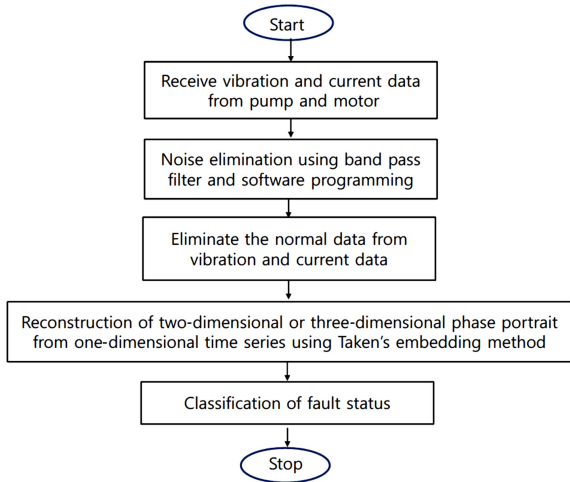 Start
Receive vibration and current data
from pump and motor
Noise elimination using band pass
filter and software programming
Eliminate the normal data from
vibration and current data
Reconstruction of two-dimensional or three-dimensional phase portrait
from one-dimensional time series using Taken's embedding method
Classification of fault status
Stop